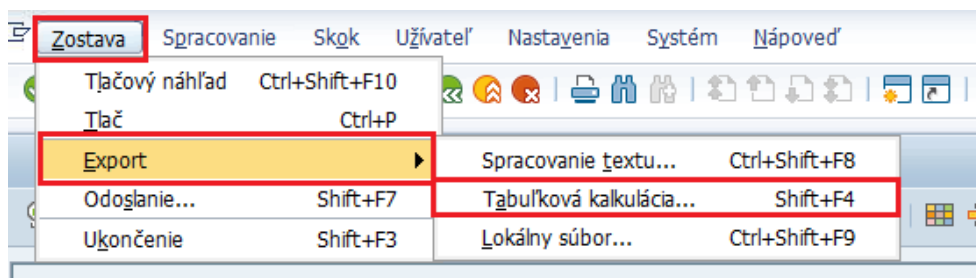 Zostava Spracovanie Skok Užívateľ Nastavenia Systém Nápoveď
Tlačový náhľad Ctrl+Shift+F10
Tlač Ctrl+P
Export
Odoslanie... Shift+F7
Ukončenie Shift+F3
Spracovanie textu... Ctrl+Shift+F8
Tabuľková kalkulácia... Shift+F4
Lokálny súbor... Ctrl+Shift+F9